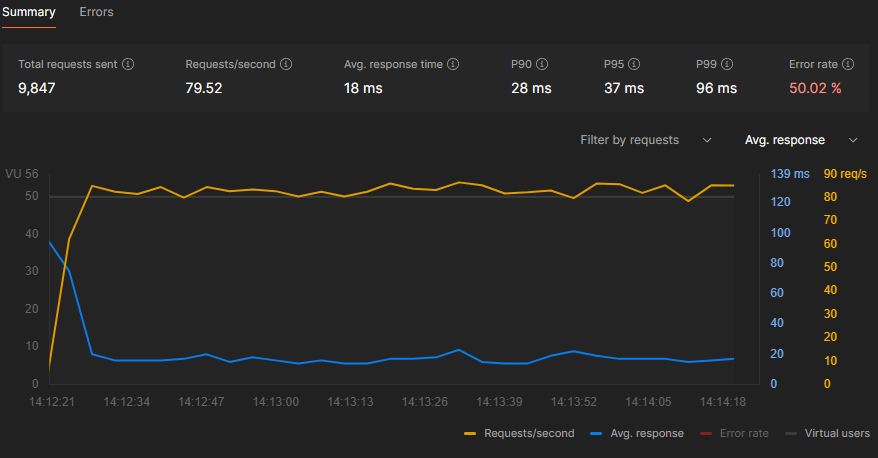 Summary Errors
Total requests sent Requests/second Avg. response time P90 P95 P99 Error rate
9,847 79.52 18 ms 28 ms 37 ms 96 ms 50.02 %
Filter by requests Avg. response
VU 56 139 ms 90 req/s
50 120 80
70
40 100 60
30 80 50
60 40
20 30
10 40 20
20 10
0 0 0
14:12:21 14:12:34 14:12:47 14:13:00 14:13:13 14:13:26 14:13:39 14:13:52 14:14:05 14:14:18
Requests/second Avg. response Error rate Virtual users